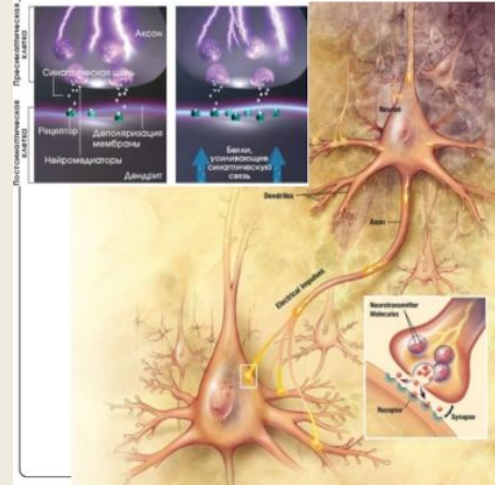 Пресинаптическая
клетка
Аксон
Синаптическая щель
Рецептор
Деполяризация
мембраны
Нейромедиаторы
Дендрит
Постсинаптическая
клетка
Белки,
усиливающие
синаптическую
связь
Neuron
Dendrites
Axon
Electrical Impulses
Neurotransmitter
Molecules
Receptor
Synapse